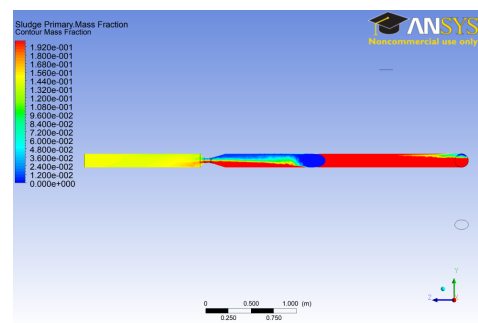 Sludge Primary.Mass Fraction
Contour Mass Fraction
1.920e-001
1.800e-001
1.680e-001
1.560e-001
1.440e-001
1.320e-001
1.200e-001
1.080e-001
9.600e-002
8.400e-002
7.200e-002
6.000e-002
4.800e-002
3.600e-002
2.400e-002
1.200e-002
0.000e+000
ANSYS
Noncommercial use only
Y
Z
0 0.500 1.000 (m)
0.250 0.750